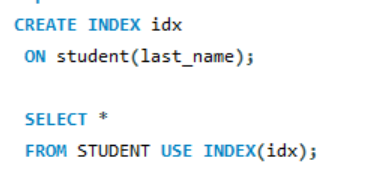 CREATE INDEX idx
ON student(last_name);
SELECT *
FROM STUDENT USE INDEX(idx);